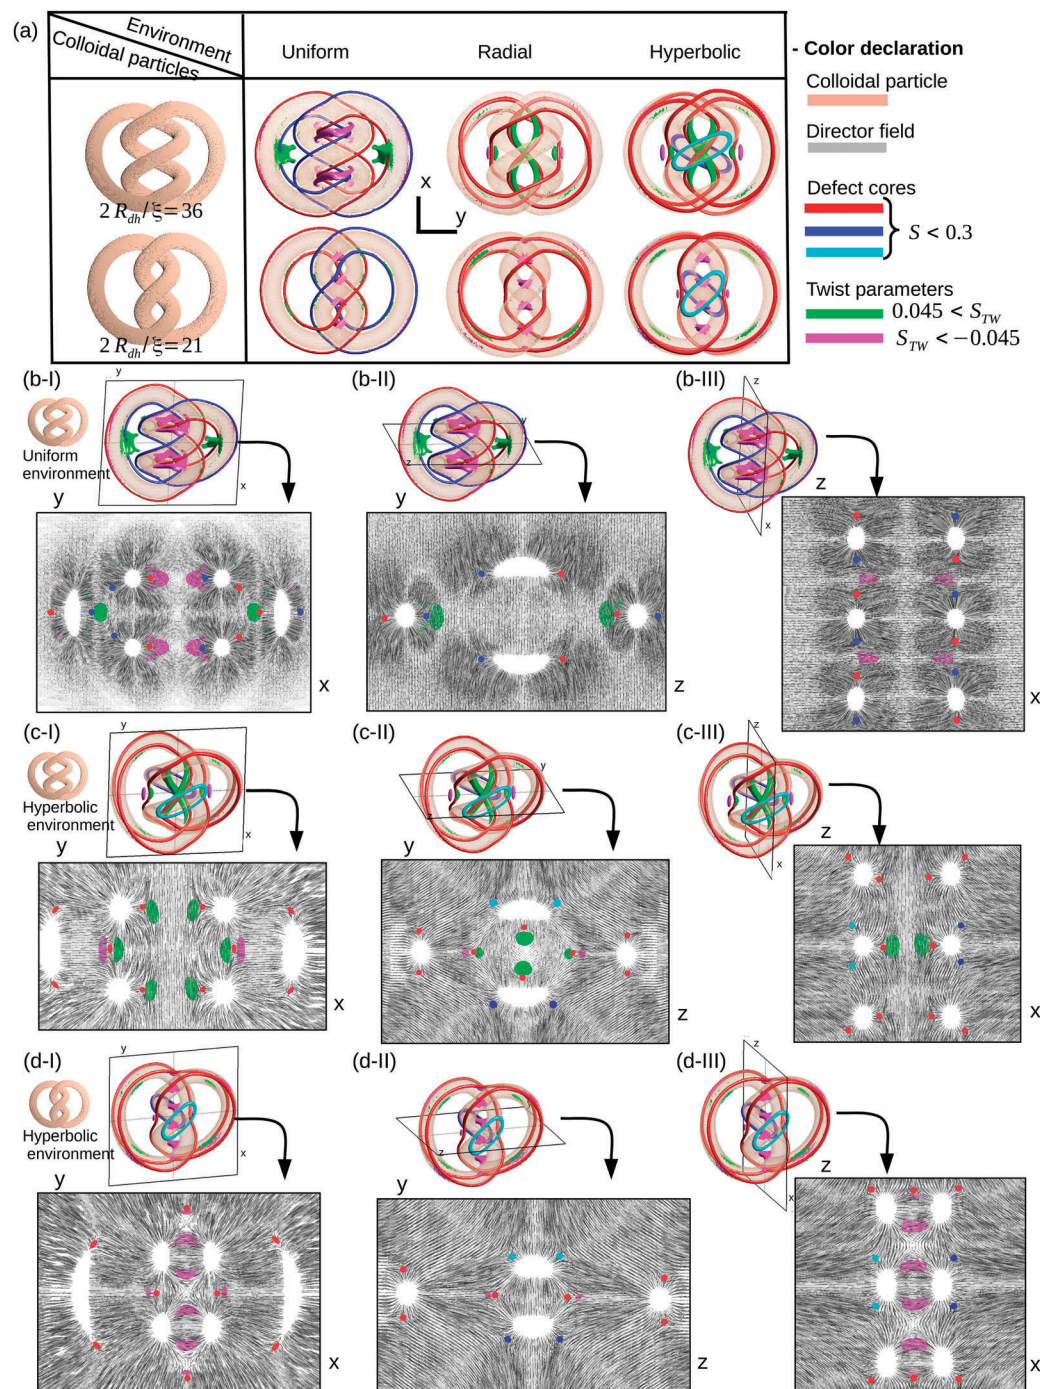 (a)
Environment
Colloidal particles
Uniform
Radial
Hyperbolic
2 R_dh/ξ=36
2 R_dh/ξ=21
x
y
- Color declaration
Colloidal particle
Director field
Defect cores
S < 0.3
Twist parameters
0.045 < S_TW
S_TW < −0.045
(b-I)
y
x
Uniform
environment
y
x
(b-II)
y
z
y
z
(b-III)
z
x
z
x
(c-I)
y
x
Hyperbolic
environment
y
x
(c-II)
y
z
y
z
(c-III)
z
x
z
x
(d-I)
y
x
Hyperbolic
environment
y
x
(d-II)
y
z
y
z
(d-III)
z
x
z
x